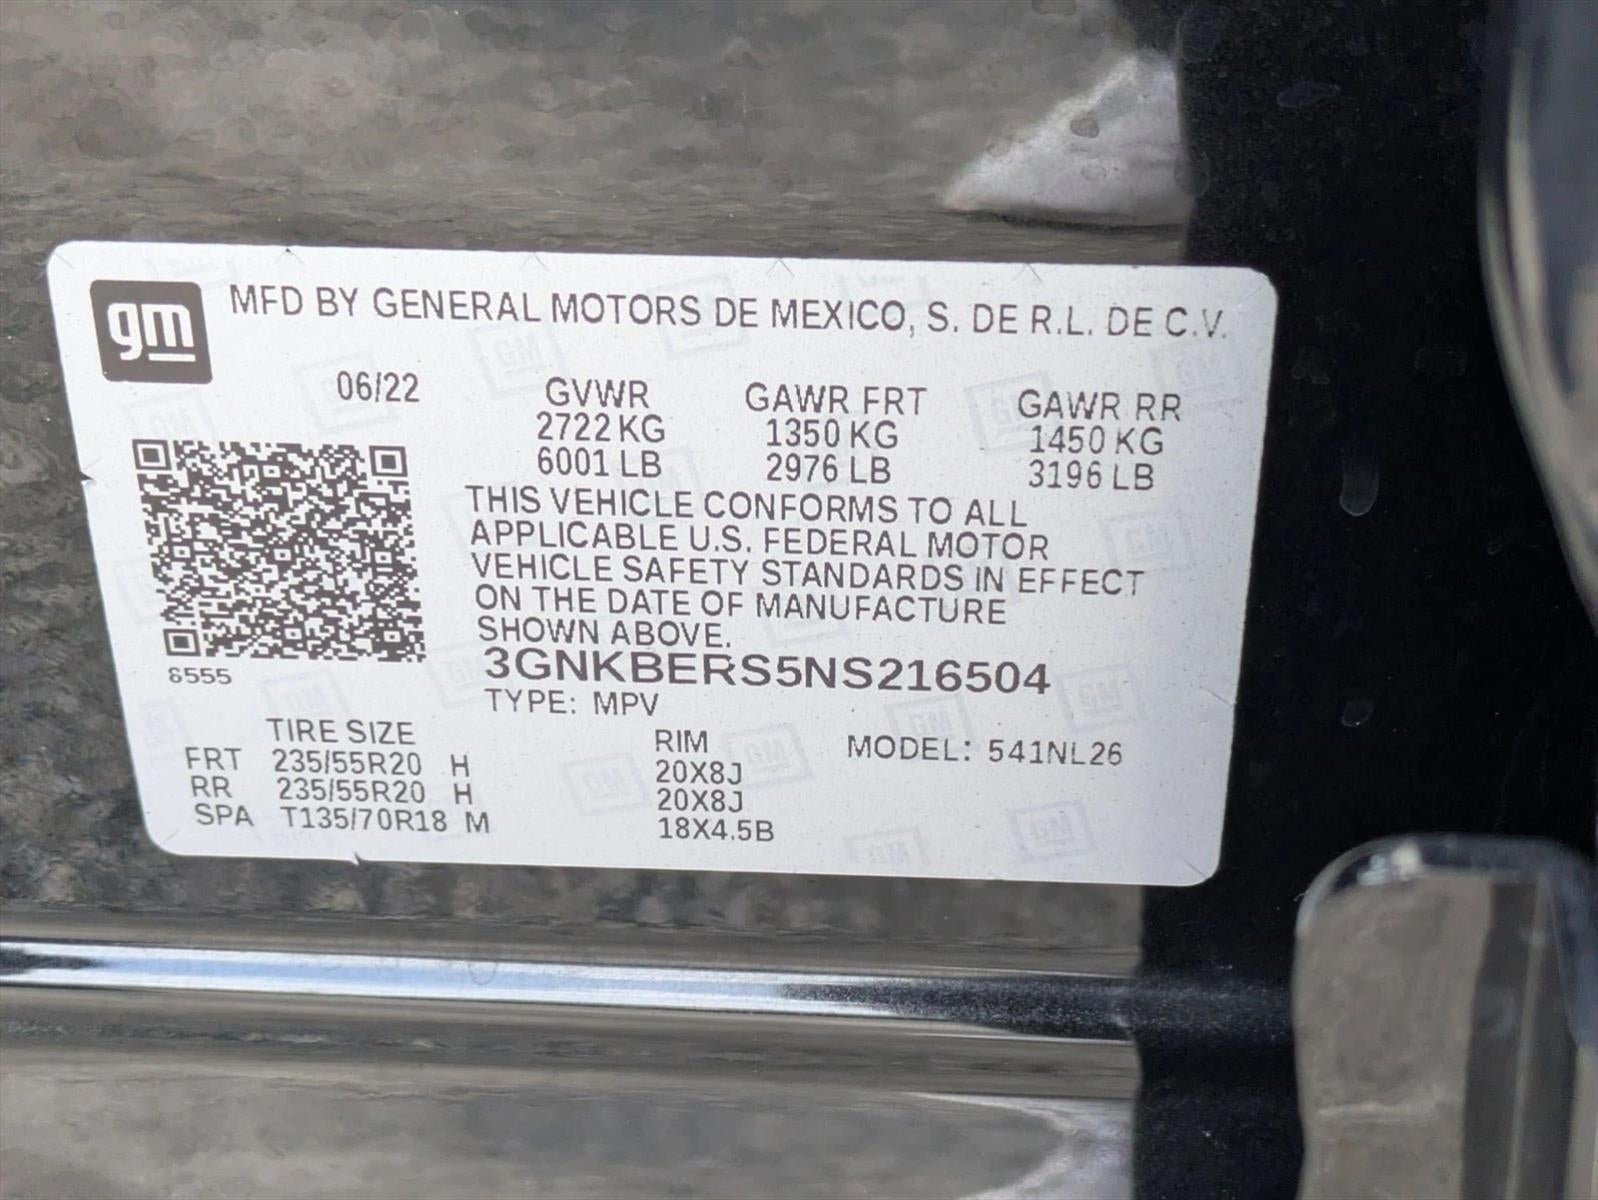 gm
MFD BY GENERAL MOTORS DE MEXICO, S. DE R.L. DE C.V.
06/22 GVWR GAWR FRT GAWR RR
2722 KG 1350 KG 1450 KG
6001 LB 2976 LB 3196 LB
THIS VEHICLE CONFORMS TO ALL
APPLICABLE U.S. FEDERAL MOTOR
VEHICLE SAFETY STANDARDS IN EFFECT
ON THE DATE OF MANUFACTURE
SHOWN ABOVE.
8555
3GNKBERS5NS216504
TYPE: MPV
TIRE SIZE RIM MODEL: 541NL26
FRT 235/55R20 H 20X8J
RR 235/55R20 H 20X8J
SPA T135/70R18 M 18X4.5B